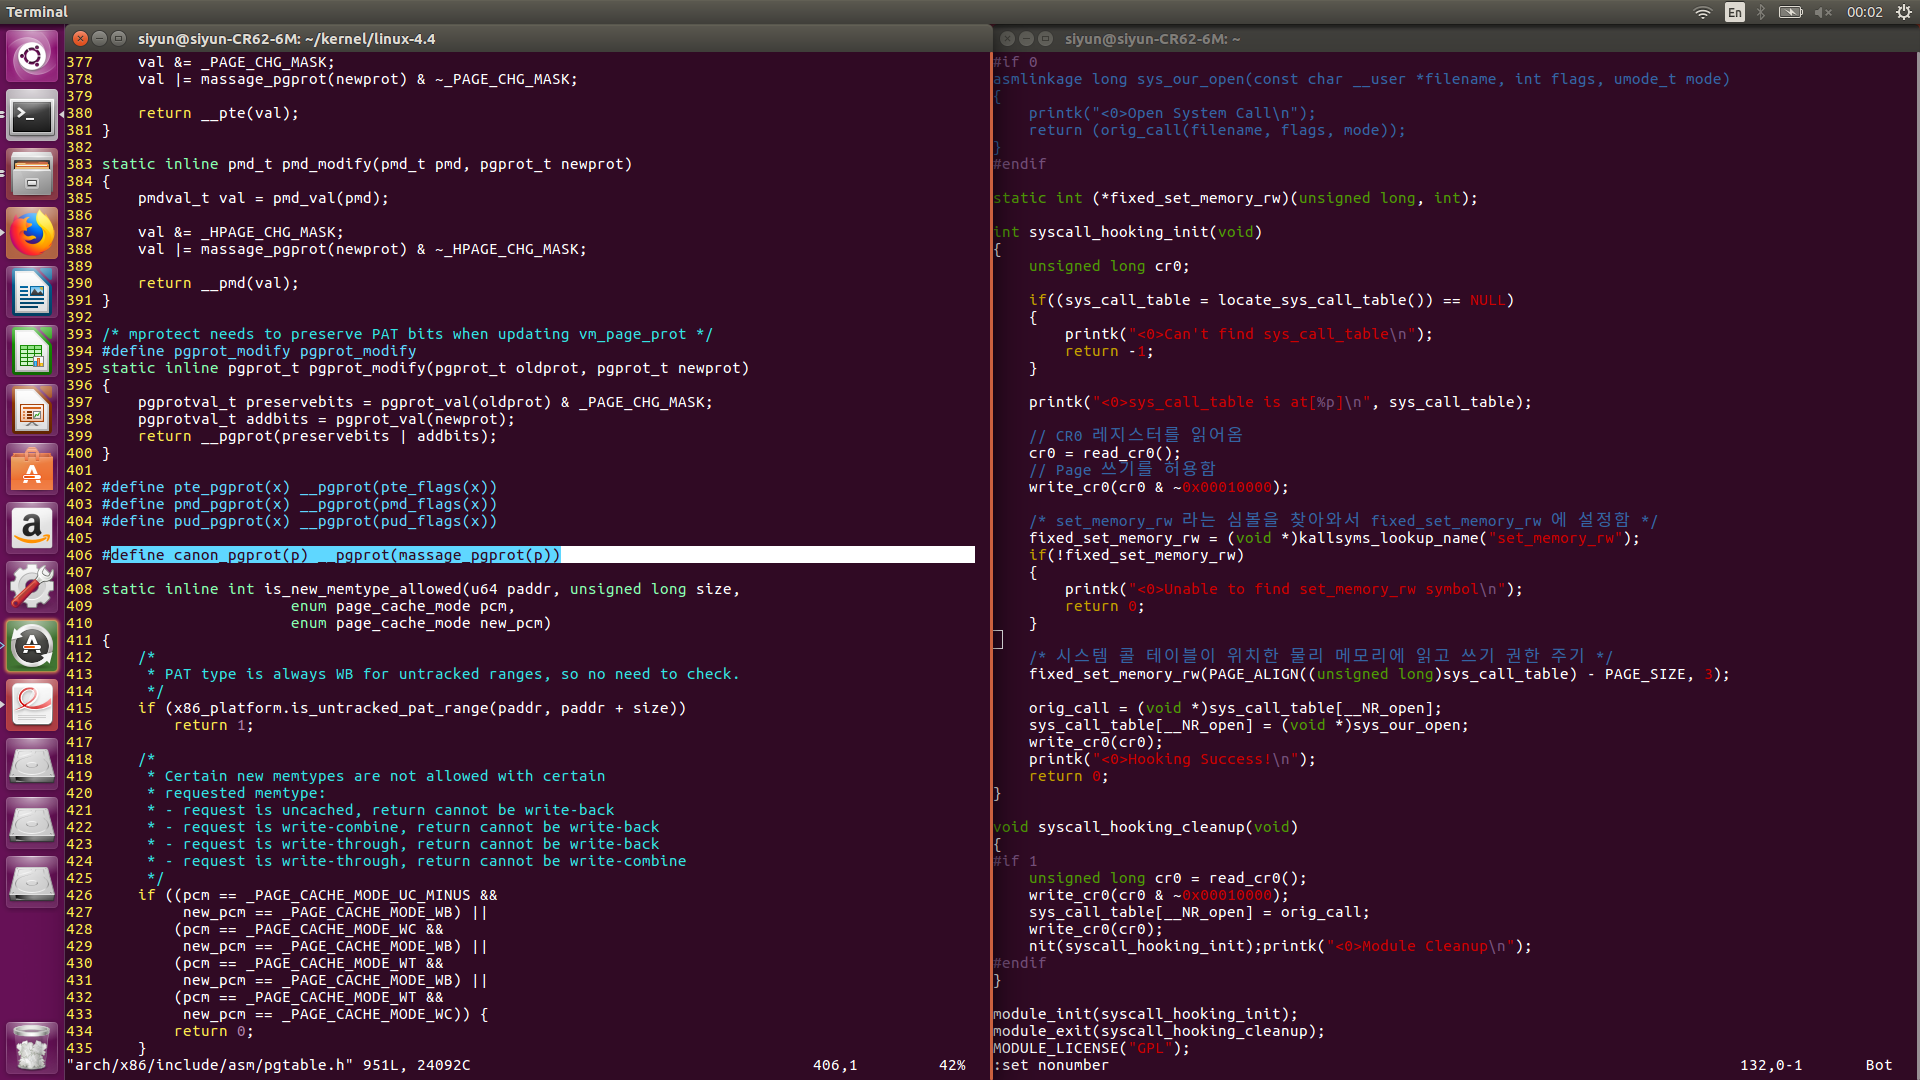 Terminal
En
00:02
siyun@siyun-CR62-6M: ~/kernel/linux-4.4
377     val &= _PAGE_CHG_MASK;
378     val |= massage_pgprot(newprot) & ~_PAGE_CHG_MASK;
379
380     return __pte(val);
381 }
382
383 static inline pmd_t pmd_modify(pmd_t pmd, pgprot_t newprot)
384 {
385     pmdval_t val = pmd_val(pmd);
386
387     val &= _HPAGE_CHG_MASK;
388     val |= massage_pgprot(newprot) & ~_HPAGE_CHG_MASK;
389
390     return __pmd(val);
391 }
392
393 /* mprotect needs to preserve PAT bits when updating vm_page_prot */
394 #define pgprot_modify pgprot_modify
395 static inline pgprot_t pgprot_modify(pgprot_t oldprot, pgprot_t newprot)
396 {
397     pgprotval_t preservebits = pgprot_val(oldprot) & _PAGE_CHG_MASK;
398     pgprotval_t addbits = pgprot_val(newprot);
399     return __pgprot(preservebits | addbits);
400 }
401
402 #define pte_pgprot(x) __pgprot(pte_flags(x))
403 #define pmd_pgprot(x) __pgprot(pmd_flags(x))
404 #define pud_pgprot(x) __pgprot(pud_flags(x))
405
406 #define canon_pgprot(p) __pgprot(massage_pgprot(p))
407
408 static inline int is_new_memtype_allowed(u64 paddr, unsigned long size,
409                      enum page_cache_mode pcm,
410                      enum page_cache_mode new_pcm)
411 {
412     /*
413      * PAT type is always WB for untracked ranges, so no need to check.
414      */
415     if (x86_platform.is_untracked_pat_range(paddr, paddr + size))
416         return 1;
417
418     /*
419      * Certain new memtypes are not allowed with certain
420      * requested memtype:
421      * - request is uncached, return cannot be write-back
422      * - request is write-combine, return cannot be write-back
423      * - request is write-through, return cannot be write-back
424      * - request is write-through, return cannot be write-combine
425      */
426     if ((pcm == _PAGE_CACHE_MODE_UC_MINUS &&
427          new_pcm == _PAGE_CACHE_MODE_WB) ||
428         (pcm == _PAGE_CACHE_MODE_WC &&
429          new_pcm == _PAGE_CACHE_MODE_WB) ||
430         (pcm == _PAGE_CACHE_MODE_WT &&
431          new_pcm == _PAGE_CACHE_MODE_WB) ||
432         (pcm == _PAGE_CACHE_MODE_WT &&
433          new_pcm == _PAGE_CACHE_MODE_WC)) {
434         return 0;
435     }
"arch/x86/include/asm/pgtable.h" 951L, 24092C 406,1 42%
siyun@siyun-CR62-6M: ~
#if 0
asmlinkage long sys_our_open(const char __user *filename, int flags, umode_t mode)
{
    printk("<0>Open System Call\n");
    return (orig_call(filename, flags, mode));
}
#endif

static int (*fixed_set_memory_rw)(unsigned long, int);

int syscall_hooking_init(void)
{
    unsigned long cr0;

    if((sys_call_table = locate_sys_call_table()) == NULL)
    {
        printk("<0>Can't find sys_call_table\n");
        return -1;
    }

    printk("<0>sys_call_table is at[%p]\n", sys_call_table);

    // CR0 레지스터를 읽어옴
    cr0 = read_cr0();
    // Page 쓰기를 허용함
    write_cr0(cr0 & ~0x00010000);

    /* set_memory_rw 라는 심볼을 찾아와서 fixed_set_memory_rw 에 설정함 */
    fixed_set_memory_rw = (void *)kallsyms_lookup_name("set_memory_rw");
    if(!fixed_set_memory_rw)
    {
        printk("<0>Unable to find set_memory_rw symbol\n");
        return 0;
    }

    /* 시스템 콜 테이블이 위치한 물리 메모리에 읽고 쓰기 권한 주기 */
    fixed_set_memory_rw(PAGE_ALIGN((unsigned long)sys_call_table) - PAGE_SIZE, 3);

    orig_call = (void *)sys_call_table[__NR_open];
    sys_call_table[__NR_open] = (void *)sys_our_open;
    write_cr0(cr0);
    printk("<0>Hooking Success!\n");
    return 0;
}

void syscall_hooking_cleanup(void)
{
#if 1
    unsigned long cr0 = read_cr0();
    write_cr0(cr0 & ~0x00010000);
    sys_call_table[__NR_open] = orig_call;
    write_cr0(cr0);
    nit(syscall_hooking_init);printk("<0>Module Cleanup\n");
#endif
}

module_init(syscall_hooking_init);
module_exit(syscall_hooking_cleanup);
MODULE_LICENSE("GPL");
:set nonumber 132,0-1 Bot